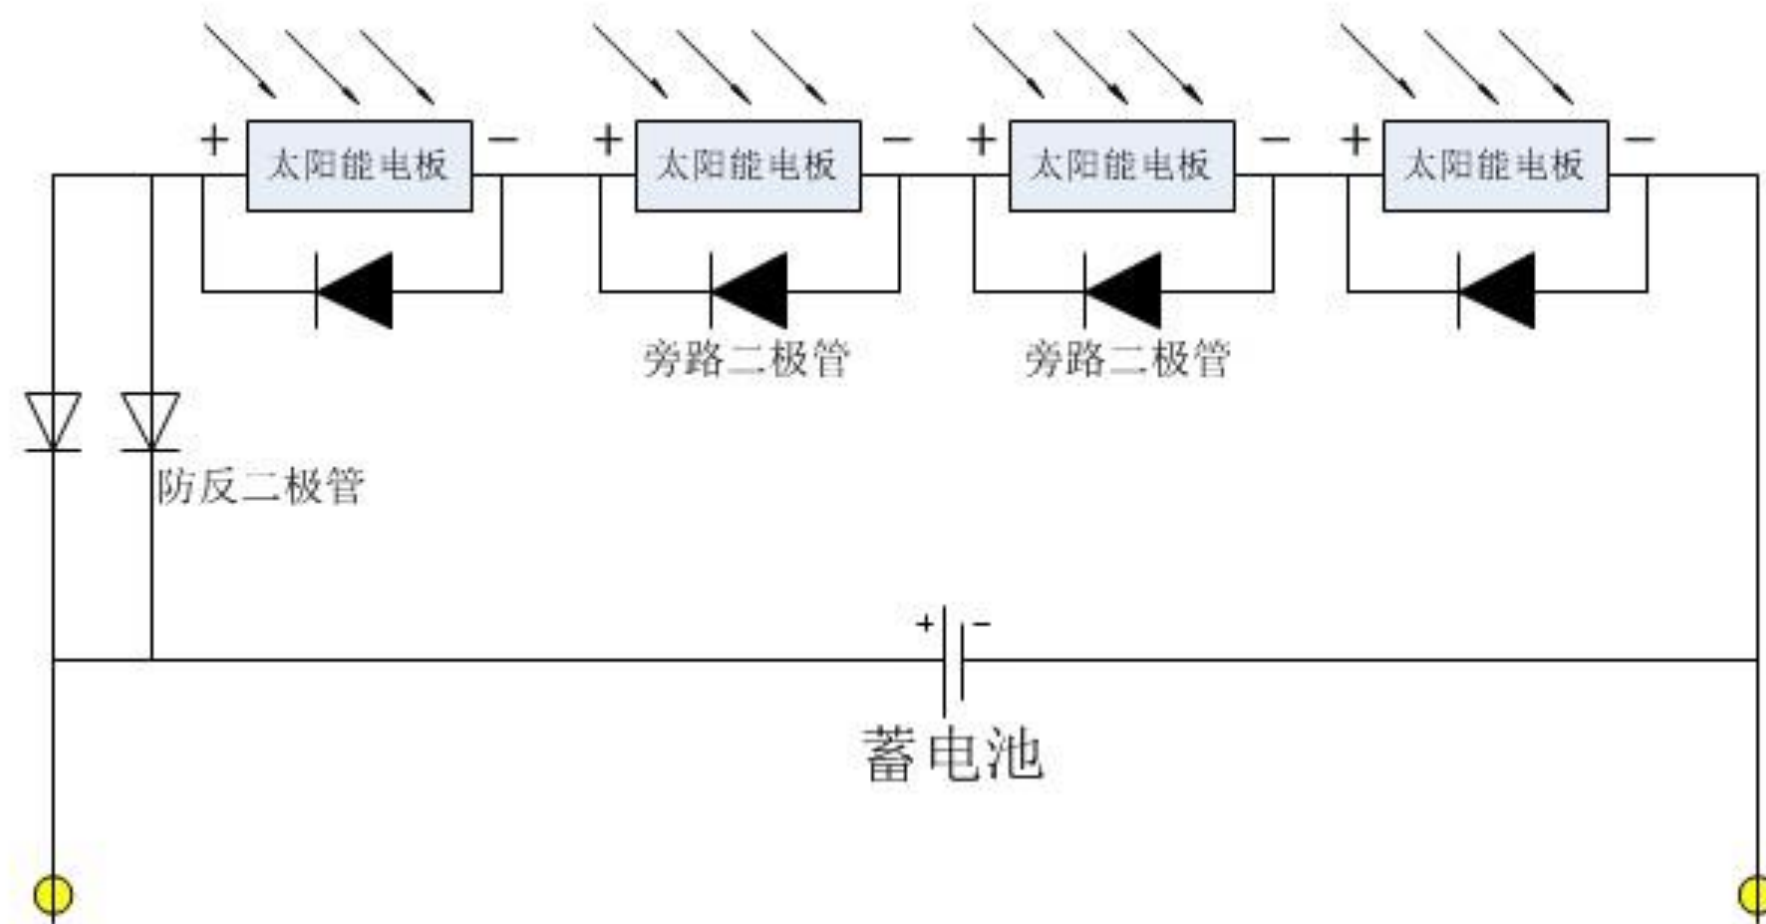 + 太阳能电板 − + 太阳能电板 − + 太阳能电板 − + 太阳能电板 −
旁路二极管 旁路二极管
防反二极管
+ −
蓄电池